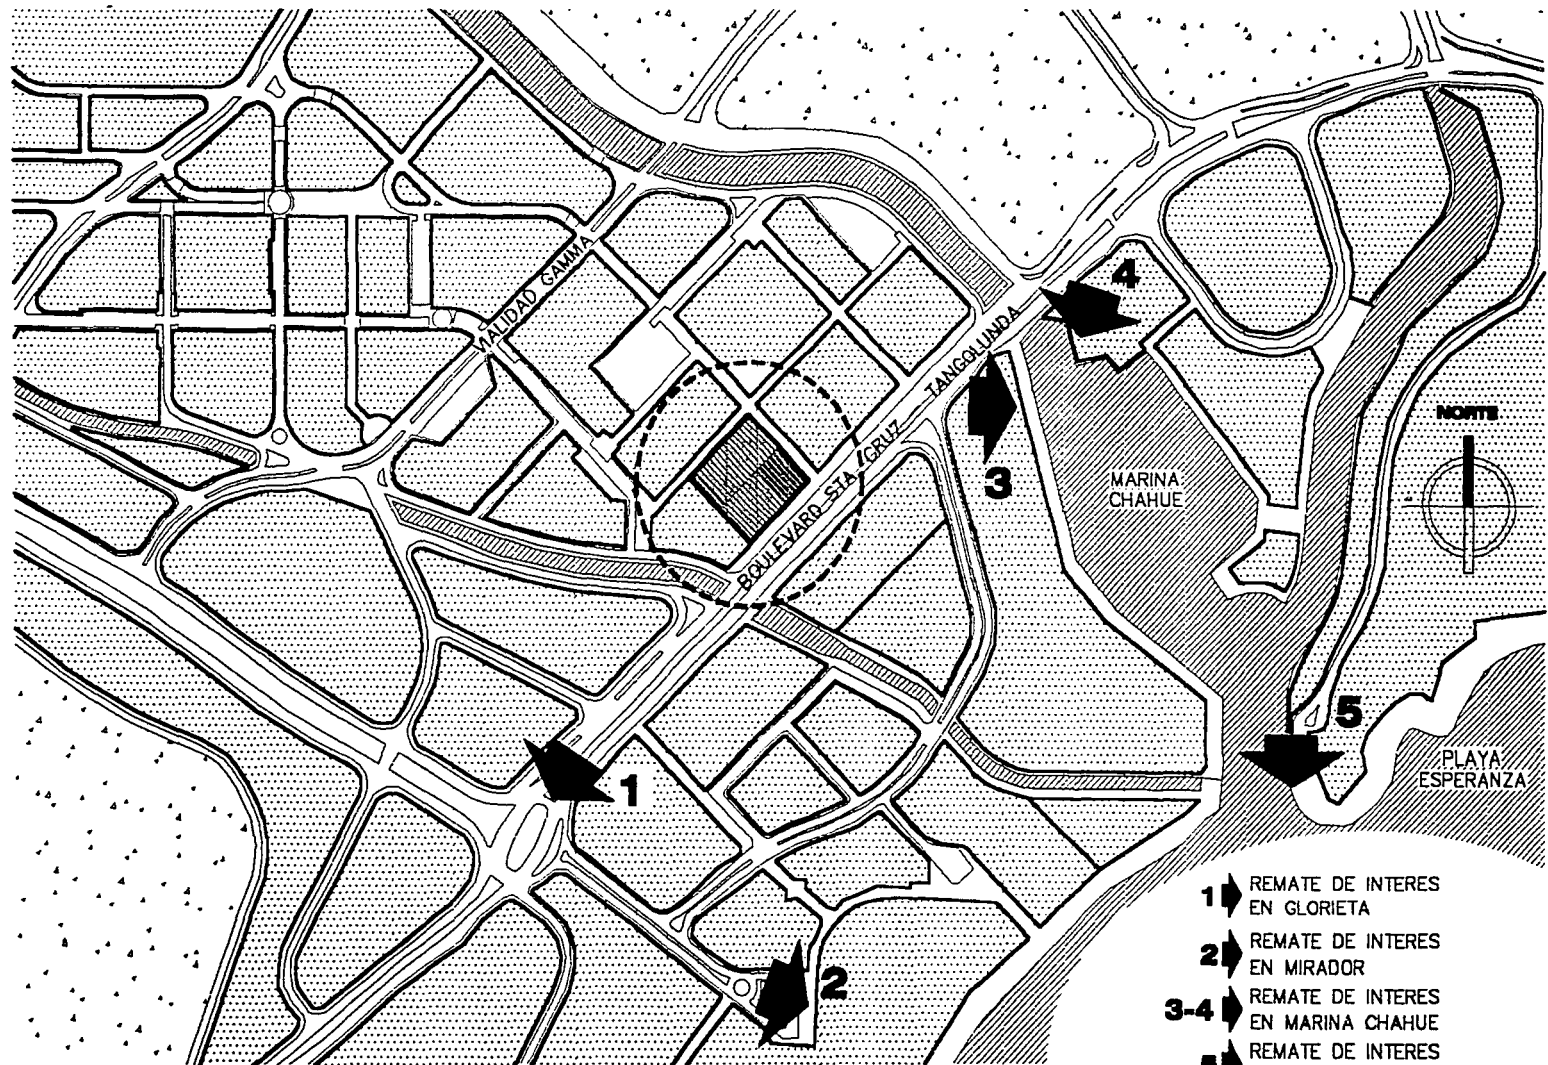 VIALIDAD GAMMA
4
TANGOLUNDA
3
NORTE
MARINA
CHAHUE
BOULEVARD STA CRUZ
5
PLAYA
ESPERANZA
1
2
1 REMATE DE INTERES
EN GLORIETA
2 REMATE DE INTERES
EN MIRADOR
3-4 REMATE DE INTERES
EN MARINA CHAHUE
5 REMATE DE INTERES